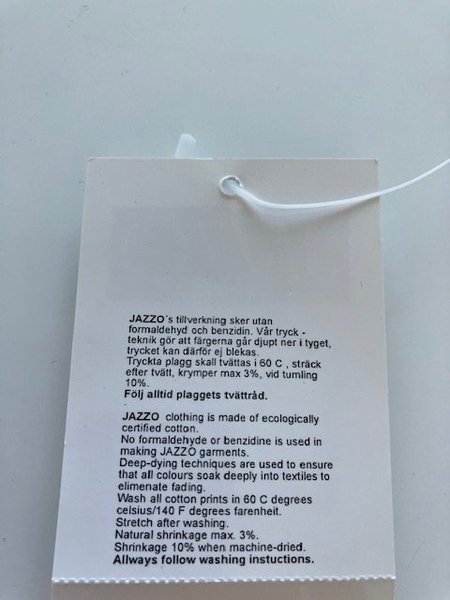 JAZZO´s tillverkning sker utan
formaldehyd och benzidin. Vår tryck -
teknik gör att färgerna går djupt ner i tyget,
trycket kan därför ej blekas.
Tryckta plagg skall tvättas i 60 C , sträck
efter tvätt, krymper max 3%, vid tumling
10%.
Följ alltid plaggets tvättråd.
JAZZO clothing is made of ecologically
certified cotton.
No formaldehyde or benzidine is used in
making JAZZO garments.
Deep-dying techniques are used to ensure
that all colours soak deeply into textiles to
elimenate fading.
Wash all cotton prints in 60 C degrees
celsius/140 F degrees farenheit.
Stretch after washing.
Natural shrinkage max. 3%.
Shrinkage 10% when machine-dried.
Allways follow washing instuctions.